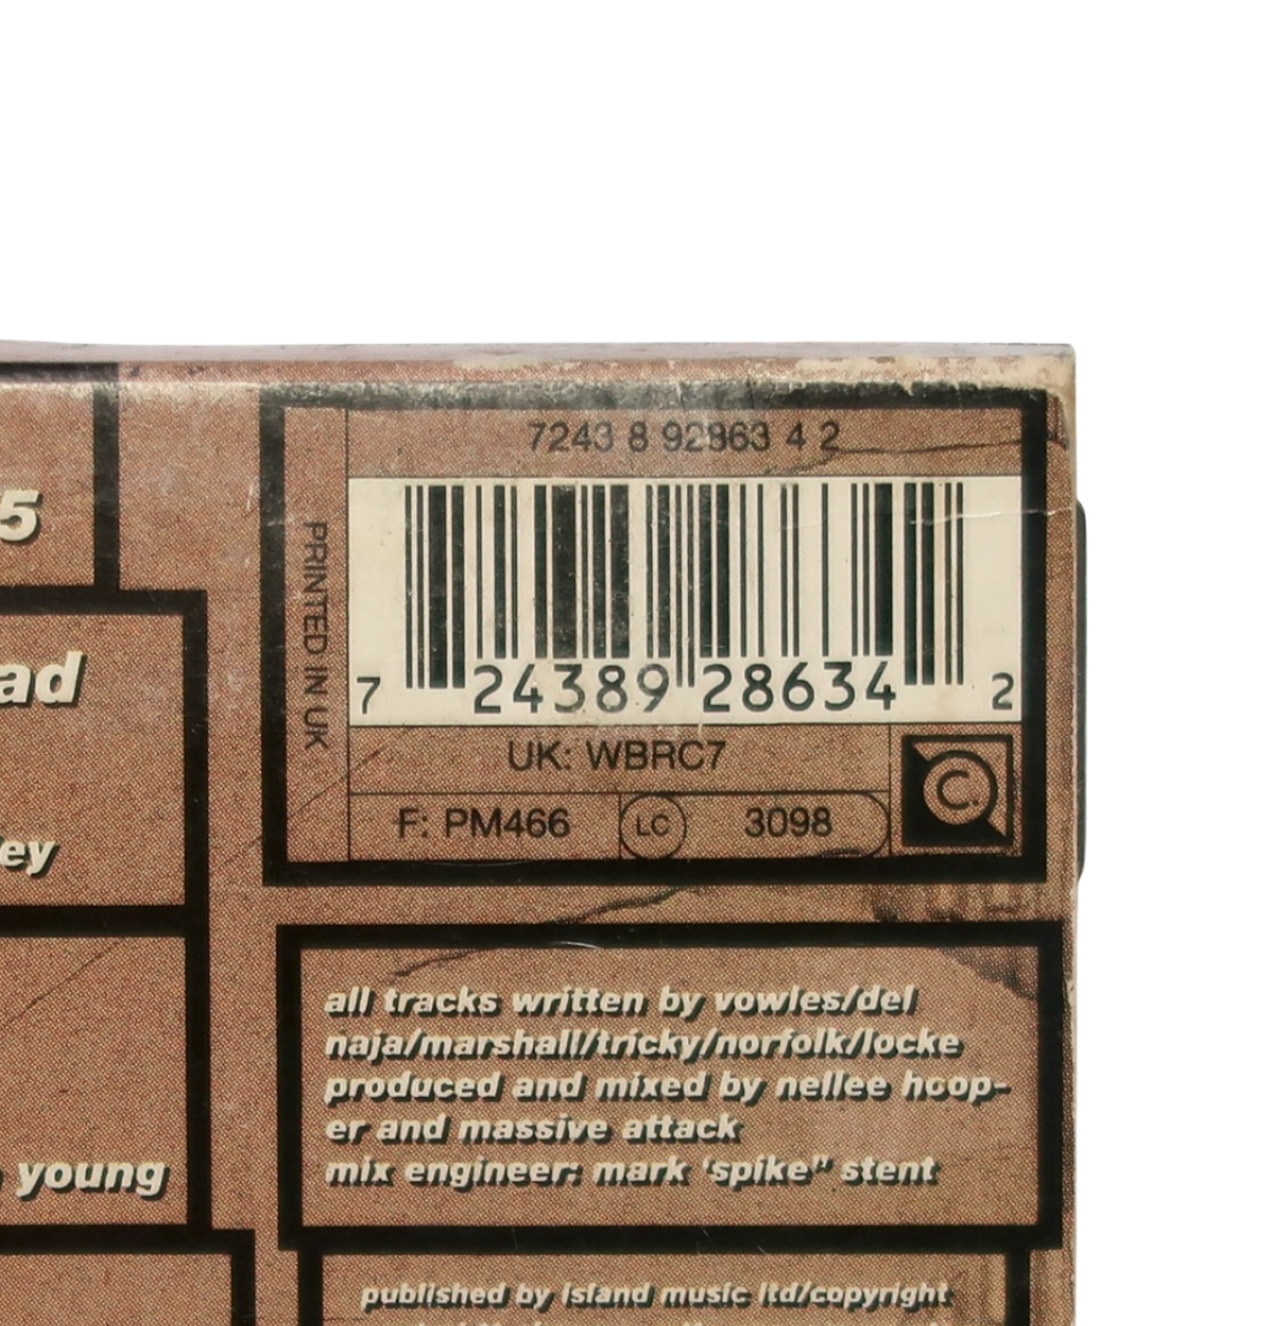 7243 8 92863 4 2
PRINTED IN UK
7 24389 28634 2
UK: WBRC7
F: PM466 LC 3098
C.
5
ad
ey
young
all tracks written by vowles/del
naja/marshall/tricky/norfolk/locke
produced and mixed by nellee hoop-
er and massive attack
mix engineer: mark 'spike" stent
published by island music ltd/copyright